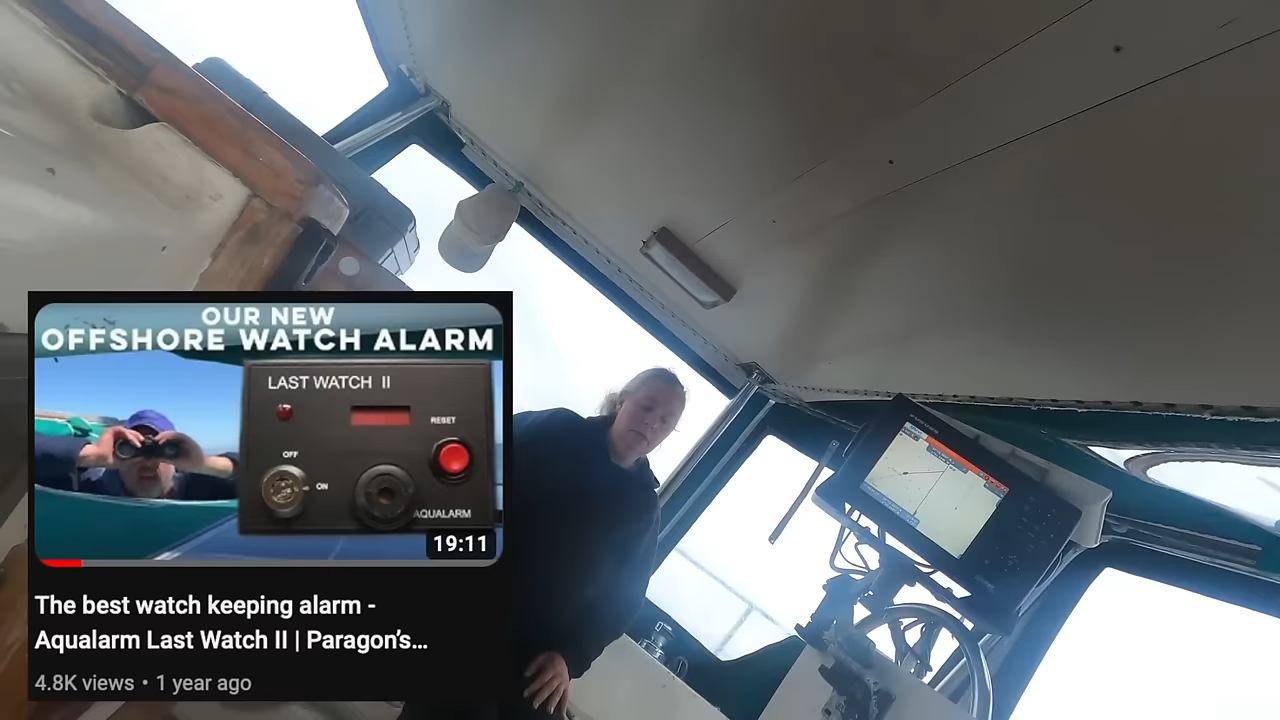 OUR NEW
OFFSHORE WATCH ALARM
LAST WATCH II
RESET
OFF
ON
AQUALARM
19:11
The best watch keeping alarm -
Aqualarm Last Watch II | Paragon's...
4.8K views • 1 year ago